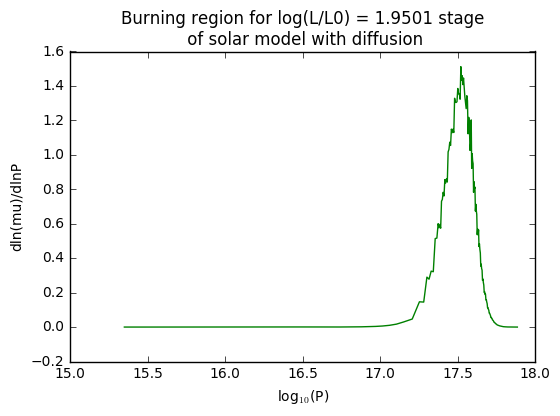 Burning region for log(L/L0) = 1.9501 stage
of solar model with diffusion
1.6
1.4
1.2
1.0
0.8
0.6
0.4
0.2
0.0
−0.2
dln(mu)/dlnP
15.0 15.5 16.0 16.5 17.0 17.5 18.0
log₁₀(P)